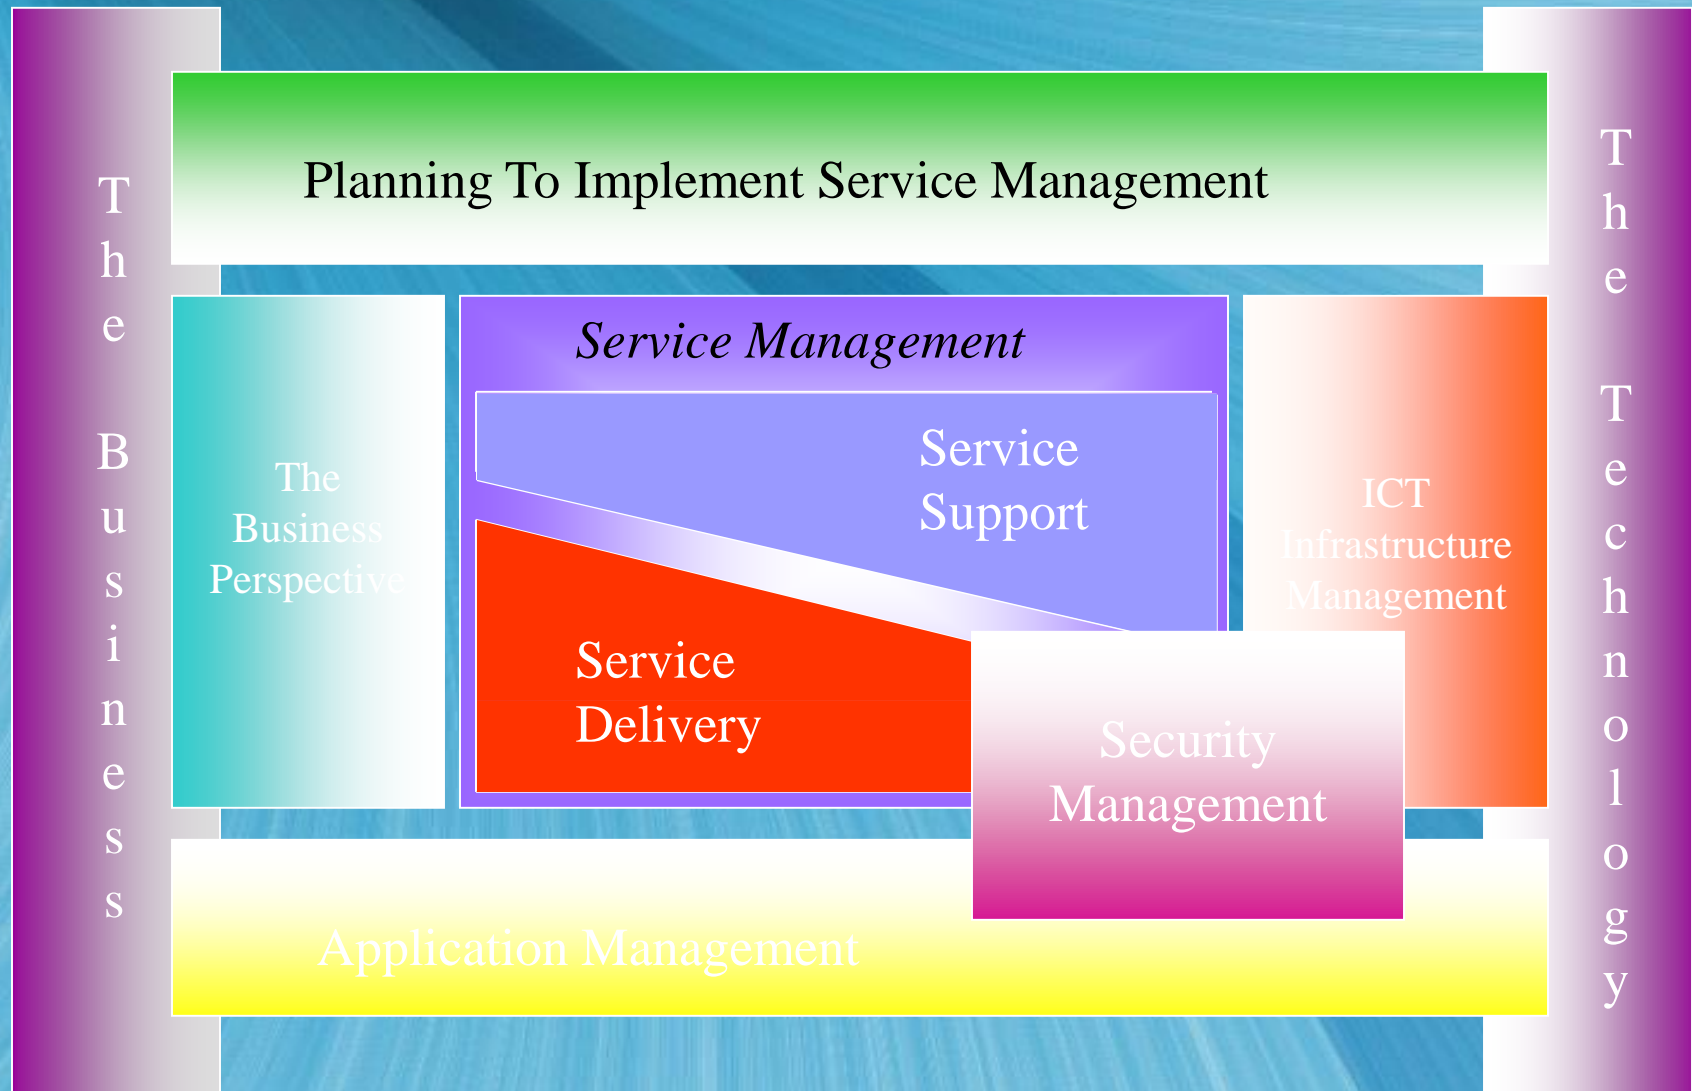 The Business
Planning To Implement Service Management
The Technology
The
Business
Perspective
Service Management
Service
Support
Service
Delivery
ICT
Infrastructure
Management
Security
Management
Application Management